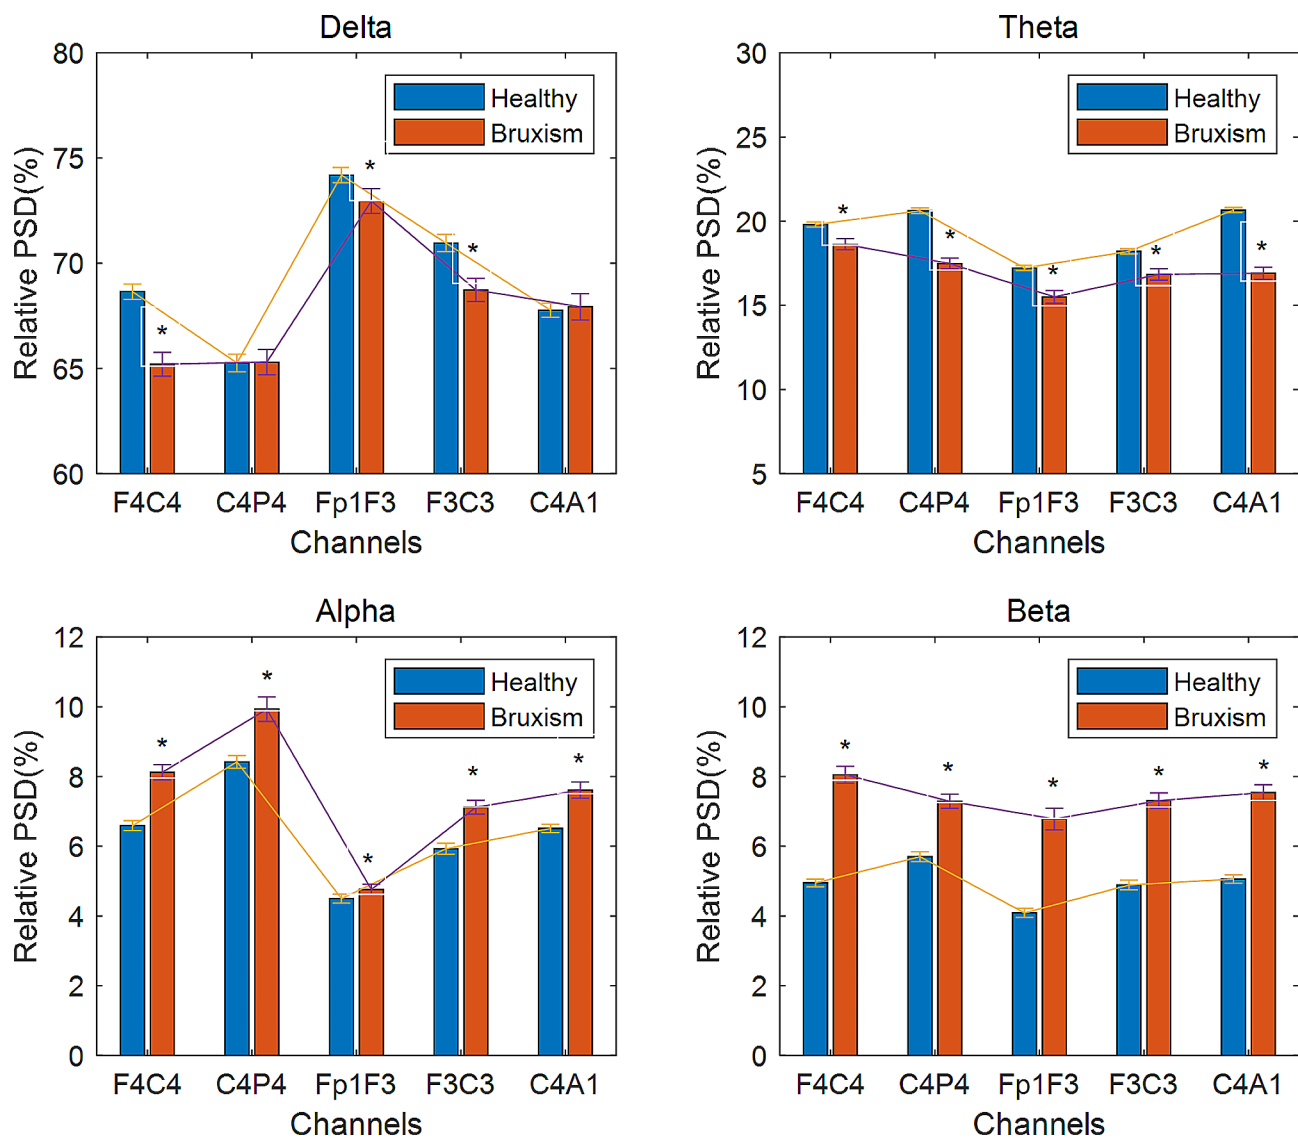 Delta
80
75
70
65
60
Relative PSD(%)
Healthy
Bruxism
*
*
*
F4C4 C4P4 Fp1F3 F3C3 C4A1
Channels
Theta
30
25
20
15
10
5
Relative PSD(%)
Healthy
Bruxism
*
*
*
*
*
F4C4 C4P4 Fp1F3 F3C3 C4A1
Channels
Alpha
12
10
8
6
4
2
0
Relative PSD(%)
Healthy
Bruxism
*
*
*
*
*
F4C4 C4P4 Fp1F3 F3C3 C4A1
Channels
Beta
12
10
8
6
4
2
0
Relative PSD(%)
Healthy
Bruxism
*
*
*
*
*
F4C4 C4P4 Fp1F3 F3C3 C4A1
Channels